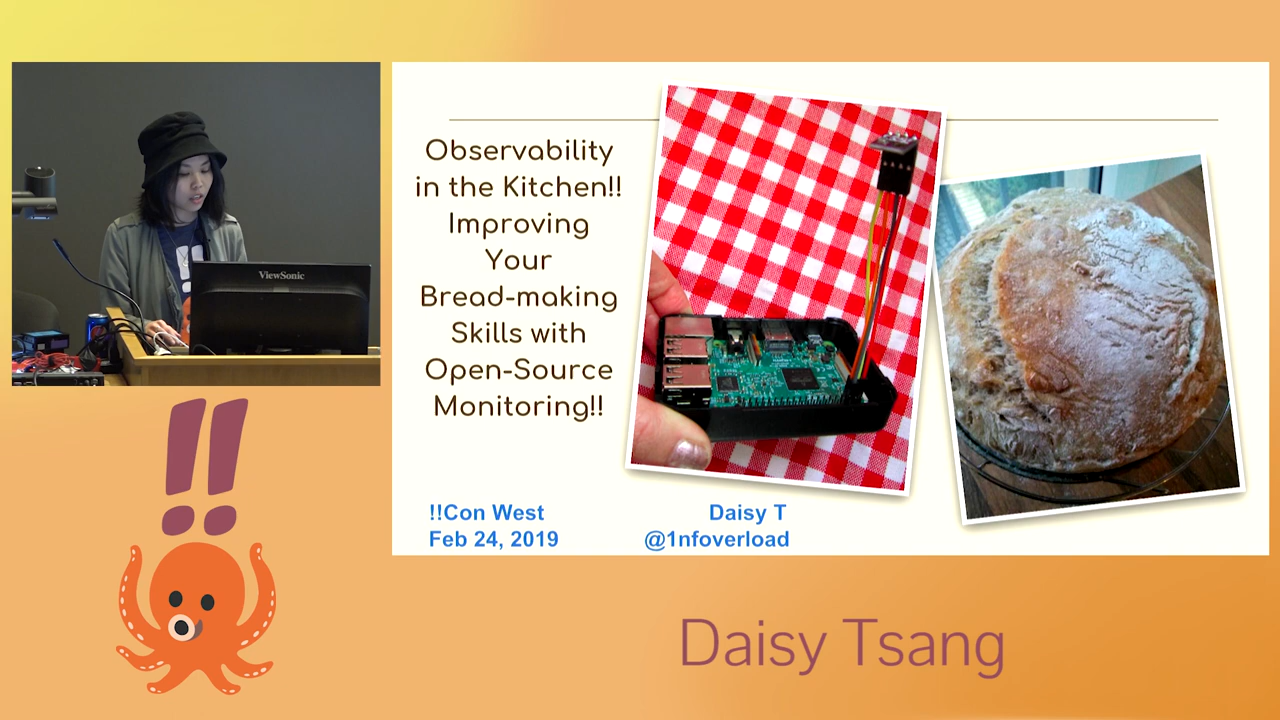 ViewSonic
Observability
in the Kitchen!!
Improving
Your
Bread-making
Skills with
Open-Source
Monitoring!!
!!Con West
Feb 24, 2019
Daisy T
@1nfoverload
!!
Daisy Tsang